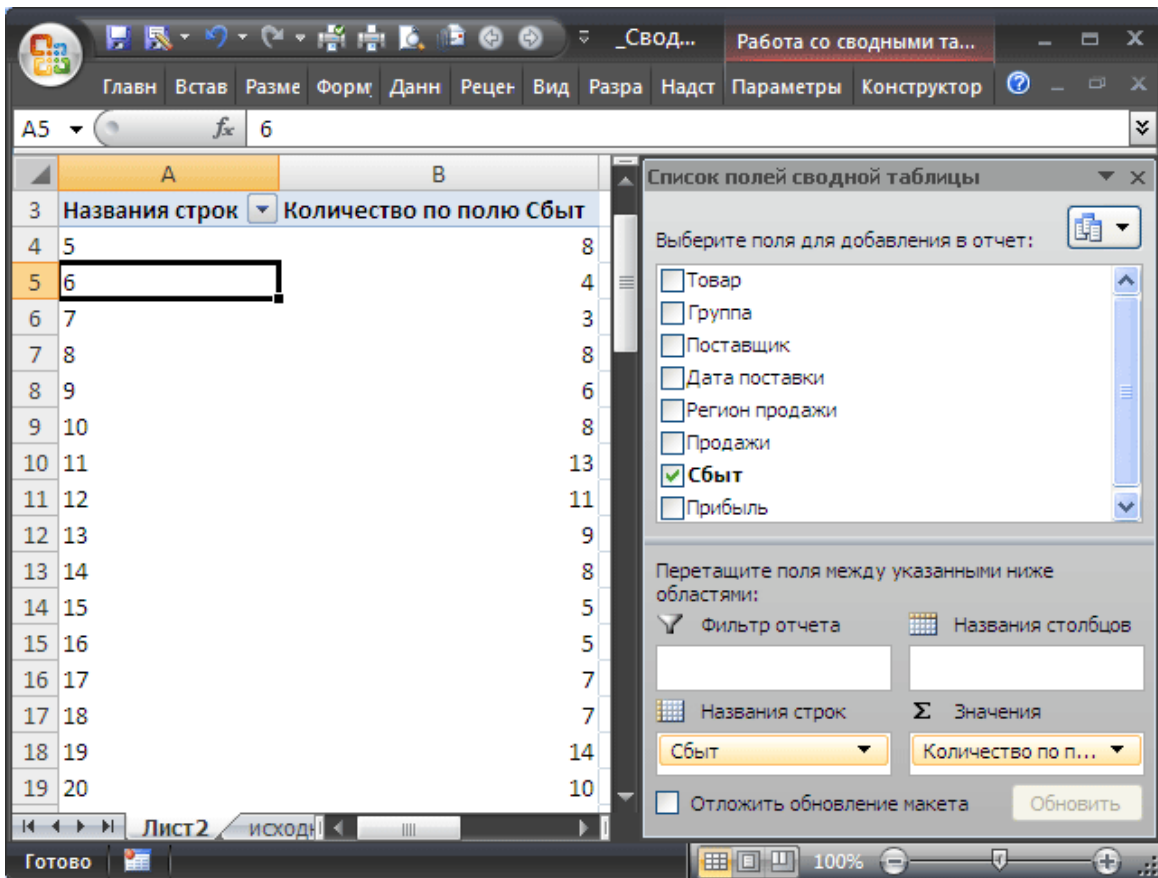 _Свод... Работа со сводными та...
Главн Встав Разме Форму Данн Рецен Вид Разра Надст Параметры Конструктор
A5 fx 6
A B
3 Названия строк Количество по полю Сбыт
4 5 8
5 6 4
6 7 3
7 8 8
8 9 6
9 10 8
10 11 13
11 12 11
12 13 9
13 14 8
14 15 5
15 16 5
16 17 7
17 18 7
18 19 14
19 20 10
Лист2 исходн
Готово 100%
Список полей сводной таблицы
Выберите поля для добавления в отчет:
Товар
Группа
Поставщик
Дата поставки
Регион продажи
Продажи
Сбыт
Прибыль
Перетащите поля между указанными ниже
областями:
Фильтр отчета Названия столбцов
Названия строк Σ Значения
Сбыт Количество по п...
Отложить обновление макета Обновить